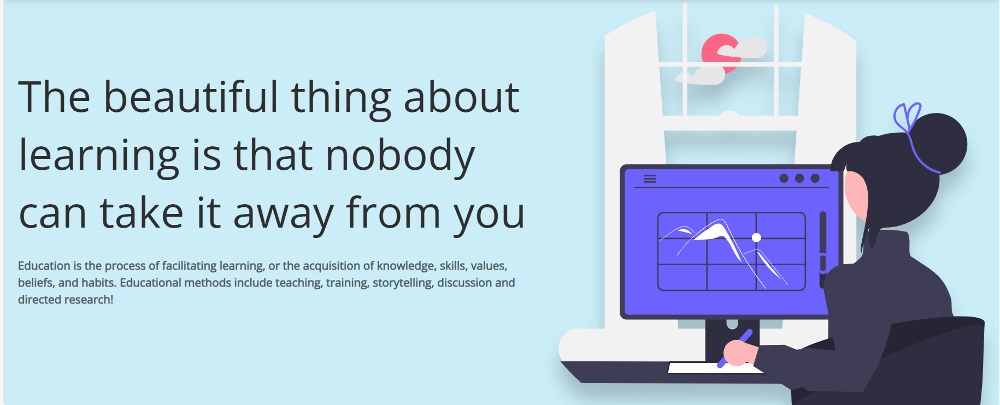 The beautiful thing about
learning is that nobody
can take it away from you
Education is the process of facilitating learning, or the acquisition of knowledge, skills, values,
beliefs, and habits. Educational methods include teaching, training, storytelling, discussion and
directed research!